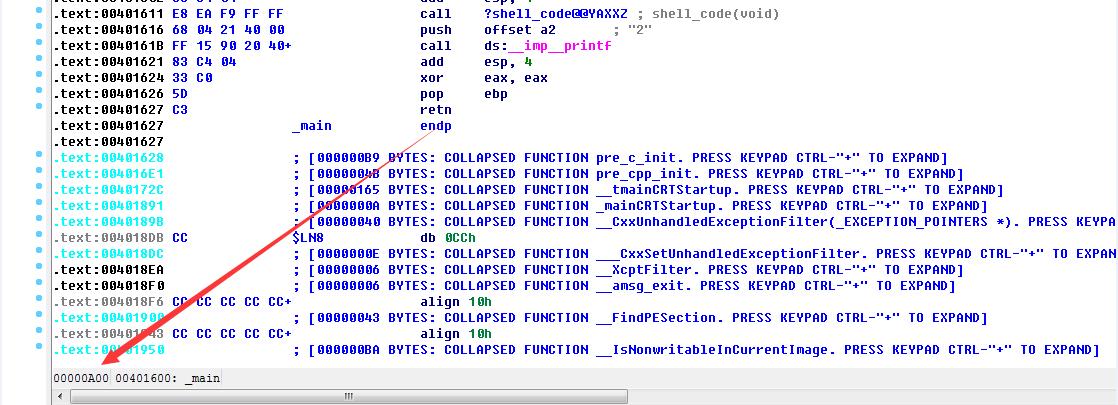 .text:00401611 E8 EA F9 FF FF call ?shell_code@@YAXXZ ; shell_code(void)
.text:00401616 68 04 21 40 00 push offset a2 ; "2"
.text:0040161B FF 15 90 20 40+ call ds:__imp__printf
.text:00401621 83 C4 04 add esp, 4
.text:00401624 33 C0 xor eax, eax
.text:00401626 5D pop ebp
.text:00401627 C3 retn
.text:00401627 _main endp
.text:00401627
.text:00401628 ; [000000B9 BYTES: COLLAPSED FUNCTION pre_c_init. PRESS KEYPAD CTRL-"+" TO EXPAND]
.text:004016E1 ; [0000004B BYTES: COLLAPSED FUNCTION pre_cpp_init. PRESS KEYPAD CTRL-"+" TO EXPAND]
.text:0040172C ; [00000165 BYTES: COLLAPSED FUNCTION __tmainCRTStartup. PRESS KEYPAD CTRL-"+" TO EXPAND]
.text:00401891 ; [0000000A BYTES: COLLAPSED FUNCTION _mainCRTStartup. PRESS KEYPAD CTRL-"+" TO EXPAND]
.text:0040189B ; [00000040 BYTES: COLLAPSED FUNCTION __CxxUnhandledExceptionFilter(_EXCEPTION_POINTERS *). PRESS KEYPA
.text:004018DB CC $LN8 db 0CCh
.text:004018DC ; [0000000E BYTES: COLLAPSED FUNCTION ___CxxSetUnhandledExceptionFilter. PRESS KEYPAD CTRL-"+" TO EXPAN
.text:004018EA ; [00000006 BYTES: COLLAPSED FUNCTION __XcptFilter. PRESS KEYPAD CTRL-"+" TO EXPAND]
.text:004018F0 ; [00000006 BYTES: COLLAPSED FUNCTION __amsg_exit. PRESS KEYPAD CTRL-"+" TO EXPAND]
.text:004018F6 CC CC CC CC CC+ align 10h
.text:00401900 ; [00000043 BYTES: COLLAPSED FUNCTION __FindPESection. PRESS KEYPAD CTRL-"+" TO EXPAND]
.text:00401943 CC CC CC CC CC+ align 10h
.text:00401950 ; [000000BA BYTES: COLLAPSED FUNCTION __IsNonwritableInCurrentImage. PRESS KEYPAD CTRL-"+" TO EXPAND]
00000A00 00401600: _main